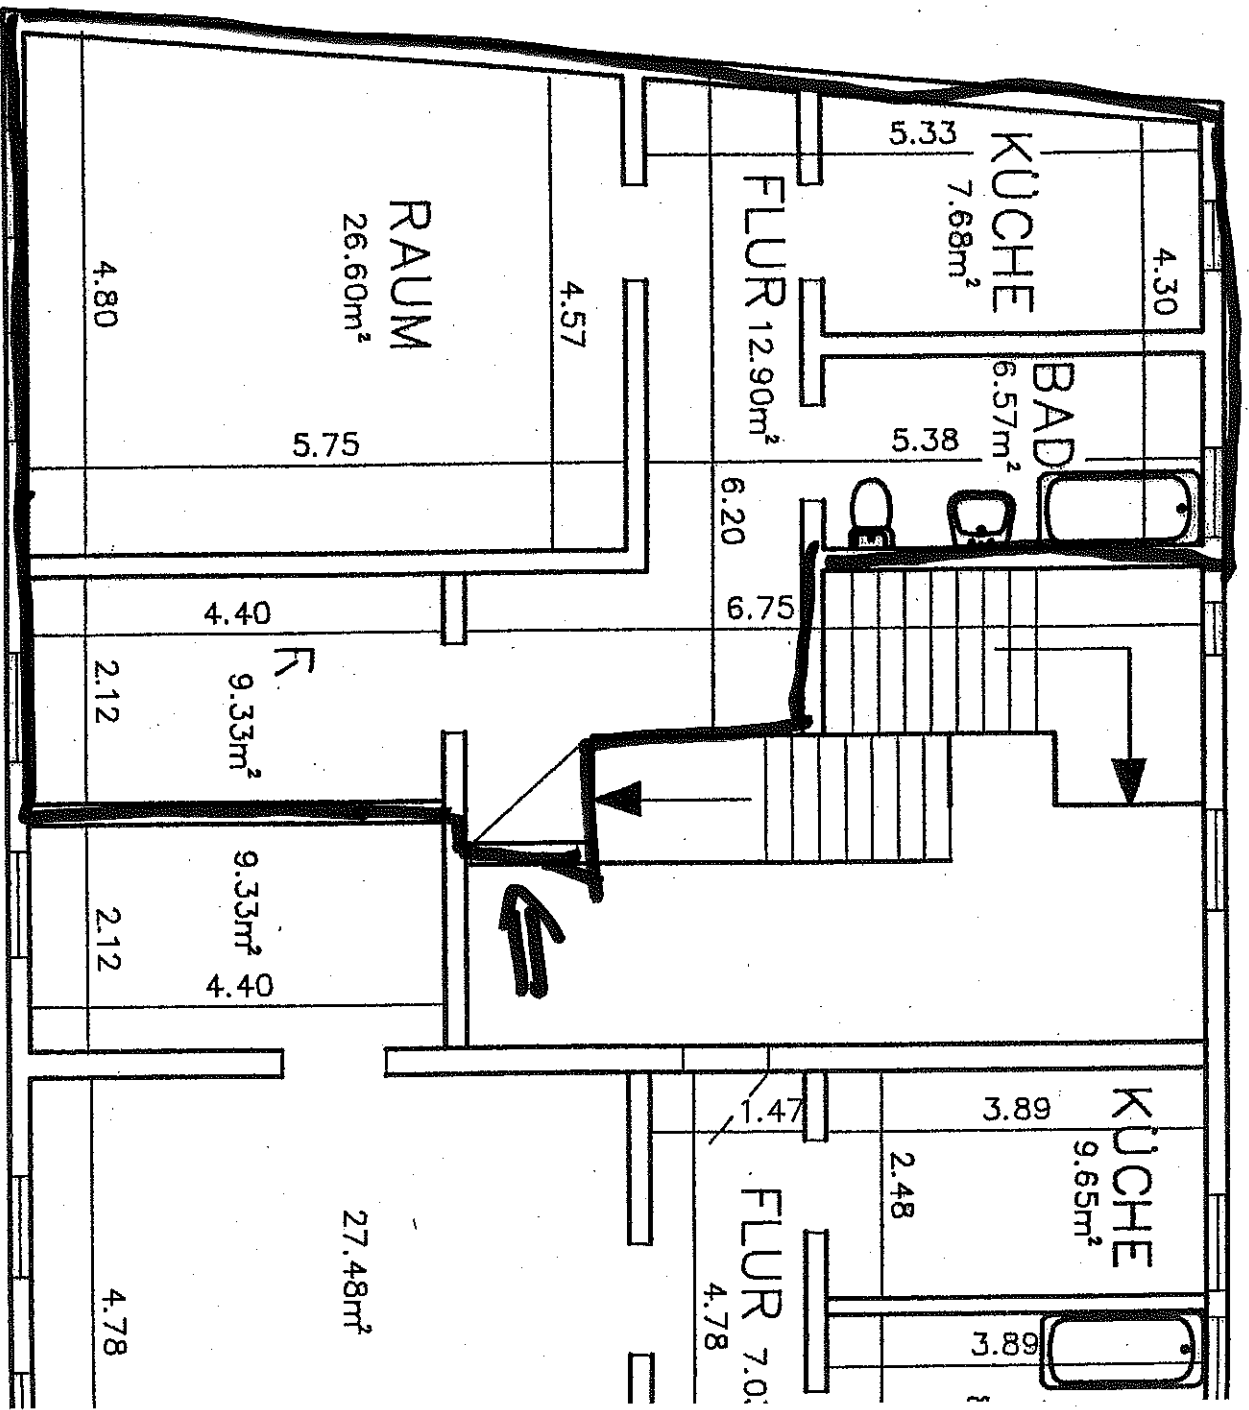 KÜCHE
7.68m²
5.33
4.30
FLUR 12.90m²
BAD
6.57m²
5.38
RAUM
26.60m²
4.80
4.57
5.75
6.20
6.75
4.40
2.12
9.33m²
9.33m²
2.12
4.40
KÜCHE
9.65m²
3.89
1.47
2.48
FLUR
4.78
27.48m²
4.78
3.89